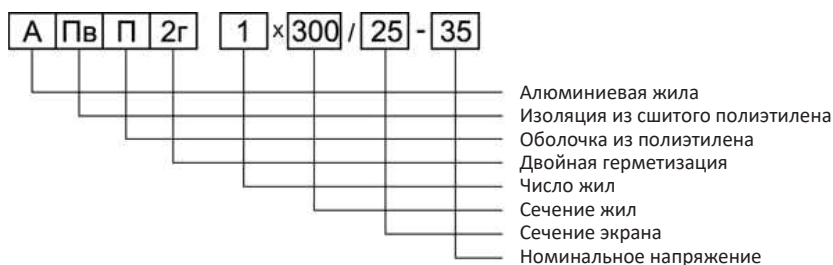 А Пв П 2г 1 × 300 / 25 - 35
Алюминиевая жила
Изоляция из сшитого полиэтилена
Оболочка из полиэтилена
Двойная герметизация
Число жил
Сечение жил
Сечение экрана
Номинальное напряжение